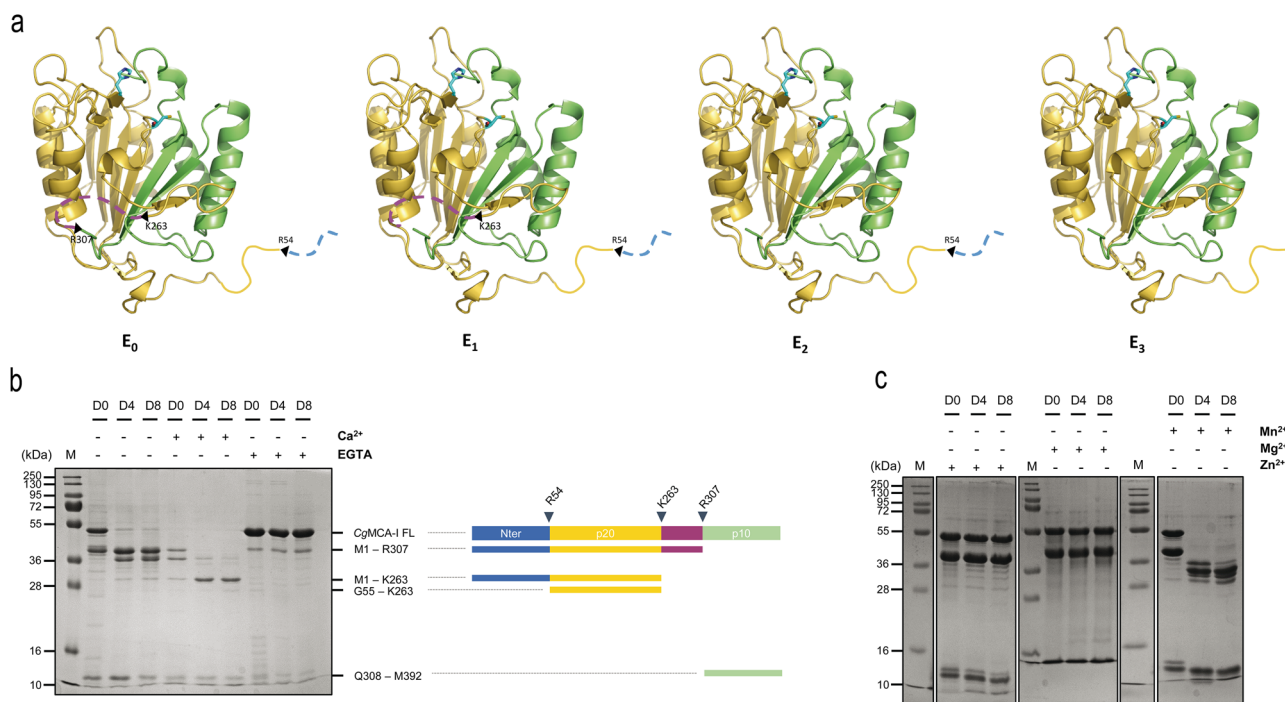 a
R307
K263
R54
K263
R54
R54
E0
E1
E2
E3
b
D0 D4 D8 D0 D4 D8 D0 D4 D8
- - - + + + - - - Ca2+
(kDa) M - - - - - - + + + EGTA
250
130
95
72
55
36
28
16
10
R54
K263
R307
CgMCA-I FL
Nter p20 p10
M1 – R307
M1 – K263
G55 – K263
Q308 – M392
c
D0 D4 D8 D0 D4 D8 D0 D4 D8
- - - - - - + + + Mn2+
- - - + + + - - - Mg2+
(kDa) M + + + M - - - M - - - Zn2+
250
130
95
72
55
36
28
16
10